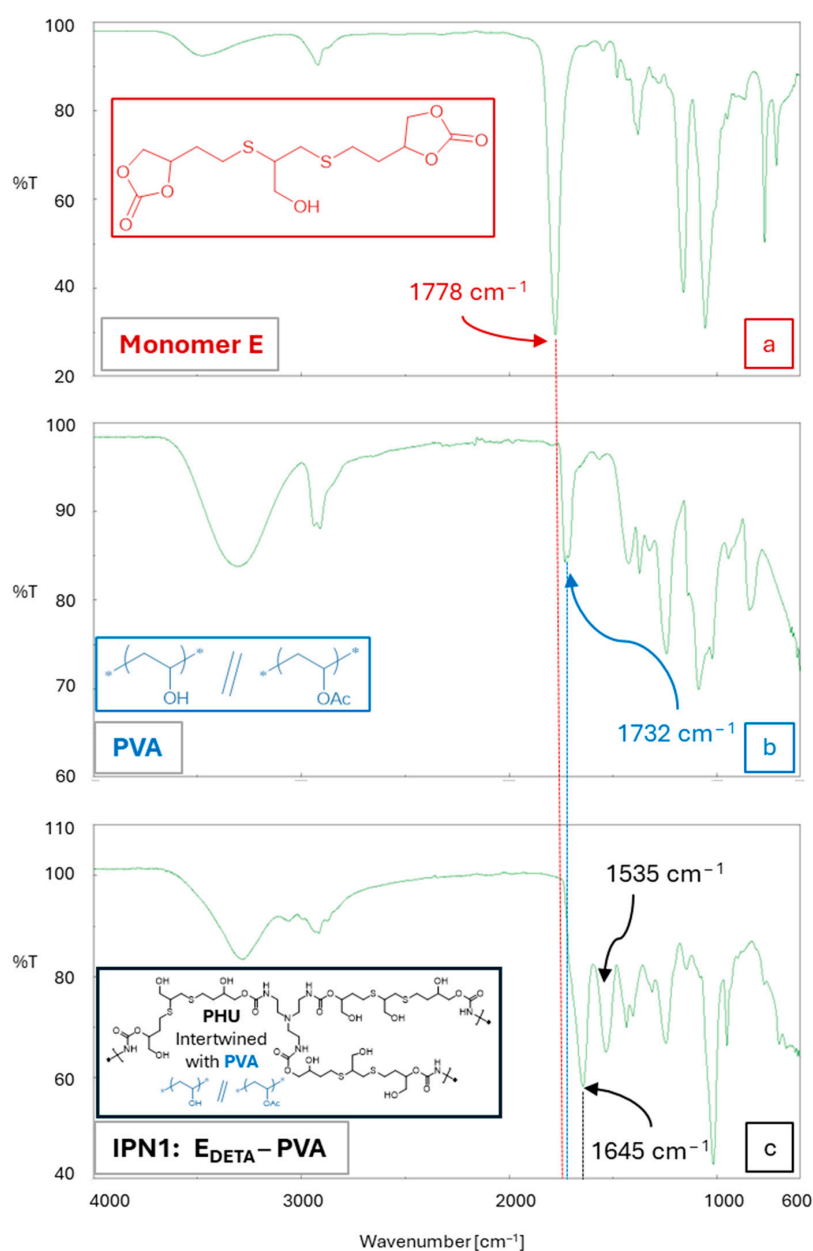 100
80
%T
60
40
20
O
O
O
S
S
OH
O
O
O
1778 cm⁻¹
Monomer E
a
100
90
%T
80
70
60
*
*
OH
//
*
*
OAc
1732 cm⁻¹
PVA
b
110
100
%T
80
60
40
1535 cm⁻¹
PHU
Intertwined
with PVA
1645 cm⁻¹
IPN1: E_DETA–PVA
c
4000
3000
2000
1000
600
Wavenumber [cm⁻¹]